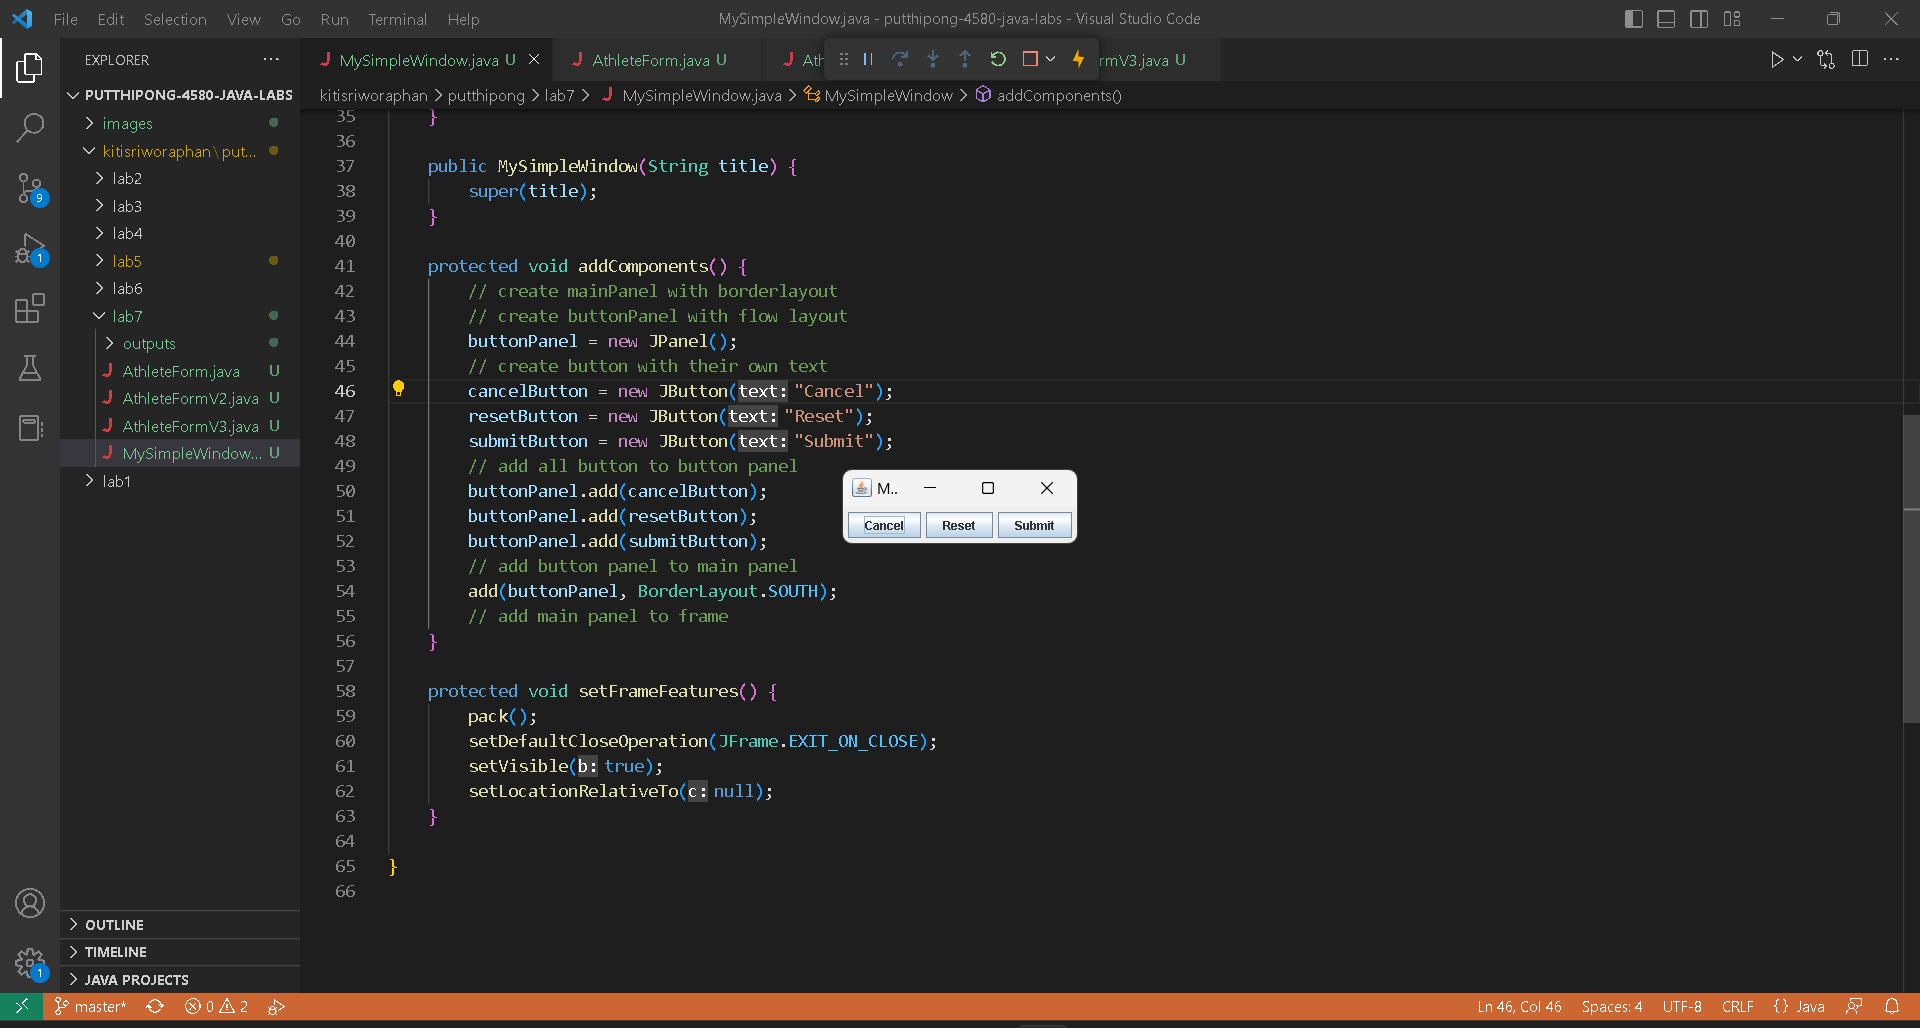 File Edit Selection View Go Run Terminal Help
MySimpleWindow.java - putthipong-4580-java-labs - Visual Studio Code
EXPLORER
PUTTHIPONG-4580-JAVA-LABS
images
kitisriworaphan\put...
lab2
lab3
lab4
lab5
lab6
lab7
outputs
AthleteForm.java U
AthleteFormV2.java U
AthleteFormV3.java U
MySimpleWindow... U
lab1
OUTLINE
TIMELINE
JAVA PROJECTS
9
1
1
MySimpleWindow.java U
AthleteForm.java U
Ath
rmV3.java U
kitisriworaphan > putthipong > lab7 > MySimpleWindow.java > MySimpleWindow > addComponents()
35 }
36
37 public MySimpleWindow(String title) {
38 super(title);
39 }
40
41 protected void addComponents() {
42 // create mainPanel with borderlayout
43 // create buttonPanel with flow layout
44 buttonPanel = new JPanel();
45 // create button with their own text
46 cancelButton = new JButton(text: "Cancel");
47 resetButton = new JButton(text: "Reset");
48 submitButton = new JButton(text: "Submit");
49 // add all button to button panel
50 buttonPanel.add(cancelButton);
51 buttonPanel.add(resetButton);
52 buttonPanel.add(submitButton);
53 // add button panel to main panel
54 add(buttonPanel, BorderLayout.SOUTH);
55 // add main panel to frame
56 }
57
58 protected void setFrameFeatures() {
59 pack();
60 setDefaultCloseOperation(JFrame.EXIT_ON_CLOSE);
61 setVisible(b: true);
62 setLocationRelativeTo(c: null);
63 }
64
65 }
66
M..
Cancel Reset Submit
master* 0 2
Ln 46, Col 46 Spaces: 4 UTF-8 CRLF {} Java